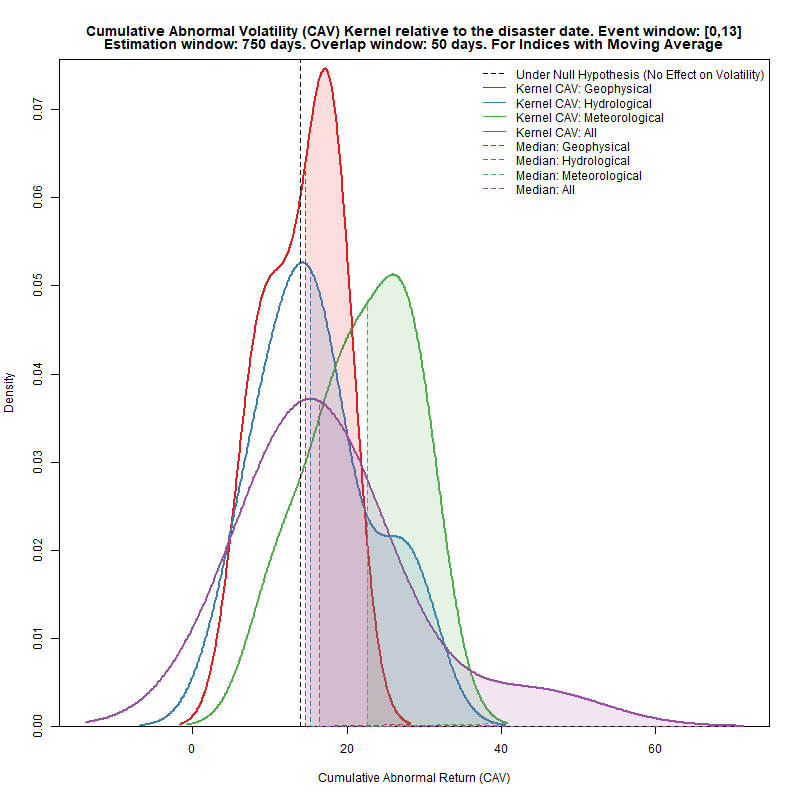 Cumulative Abnormal Volatility (CAV) Kernel relative to the disaster date. Event window: [0,13]
Estimation window: 750 days. Overlap window: 50 days. For Indices with Moving Average
Under Null Hypothesis (No Effect on Volatility)
Kernel CAV: Geophysical
Kernel CAV: Hydrological
Kernel CAV: Meteorological
Kernel CAV: All
Median: Geophysical
Median: Hydrological
Median: Meteorological
Median: All
Density
0.07
0.06
0.05
0.04
0.03
0.02
0.01
0.00
0
20
40
60
Cumulative Abnormal Return (CAV)